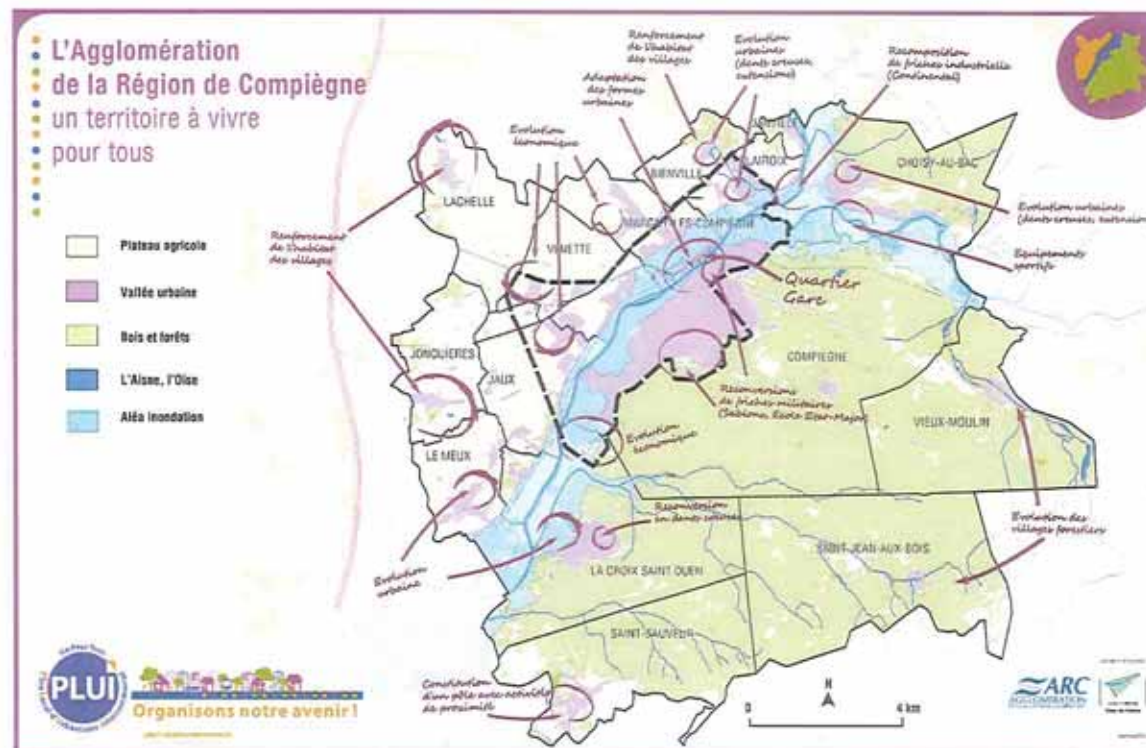 L'Agglomération
de la Région de Compiègne
un territoire à vivre
pour tous
Plateau agricole
Vallée urbaine
Bois et forêts
L'Aisne, l'Oise
Aléa inondation
Renforcement
de l'habitat
des villages
Evolution
urbaines
(dents creuses,
extensions)
Recomposition
de friches industrielles
(Continental)
Adaptation
des formes
urbaines
Evolution
économique
Renforcement
de l'habitat
des villages
LACHELLE
BIENVILLE
CLAIROIX
CHOISY-AU-BAC
MARGNY-LES-COMPIEGNE
VENETTE
Evolution urbaines
(dents creuses, extensions
Equipements
sportifs
Quartier
Gare
JONQUIERES
JAUX
COMPIEGNE
Reconversions
de friches militaires
(Sablons, Ecole Etat-Major)
VIEUX-MOULIN
LE MEUX
Evolution
économique
Reconversion
en dents creuses
Evolution des
villages forestiers
SAINT-JEAN-AUX-BOIS
LA CROIX SAINT OUEN
Evolution
urbaine
SAINT-SAUVEUR
Constitution
d'un pôle avec activités
de proximité
PLUi
Organisons notre avenir !
N
0 4 km
ARC
AGGLOMÉRATION